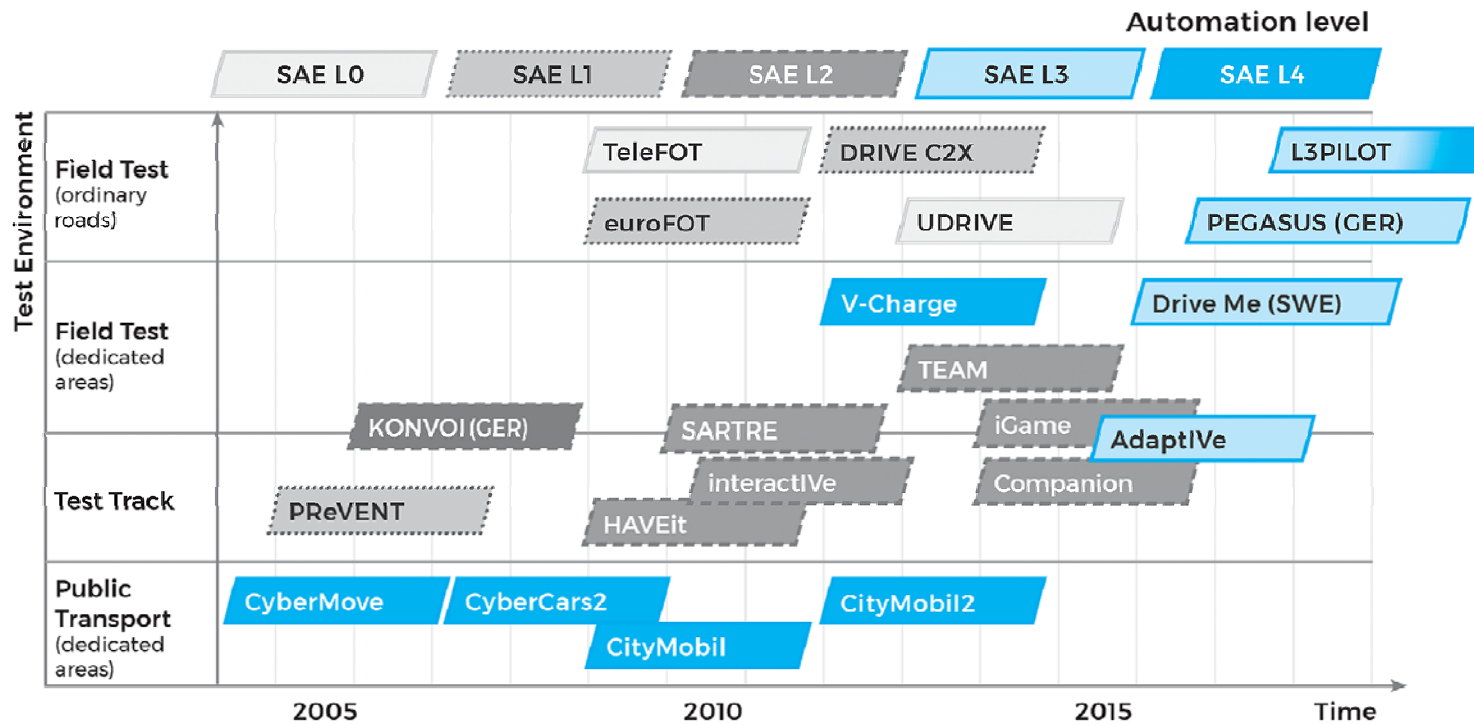 Automation level
SAE L0
SAE L1
SAE L2
SAE L3
SAE L4
Test Environment
Field Test
(ordinary
roads)
TeleFOT
DRIVE C2X
L3PILOT
euroFOT
UDRIVE
PEGASUS (GER)
Field Test
(dedicated
areas)
V-Charge
Drive Me (SWE)
TEAM
KONVOI (GER)
SARTRE
iGame
AdaptIVe
Test Track
interactIVe
Companion
PReVENT
HAVEit
Public
Transport
(dedicated
areas)
CyberMove
CyberCars2
CityMobil2
CityMobil
2005
2010
2015
Time